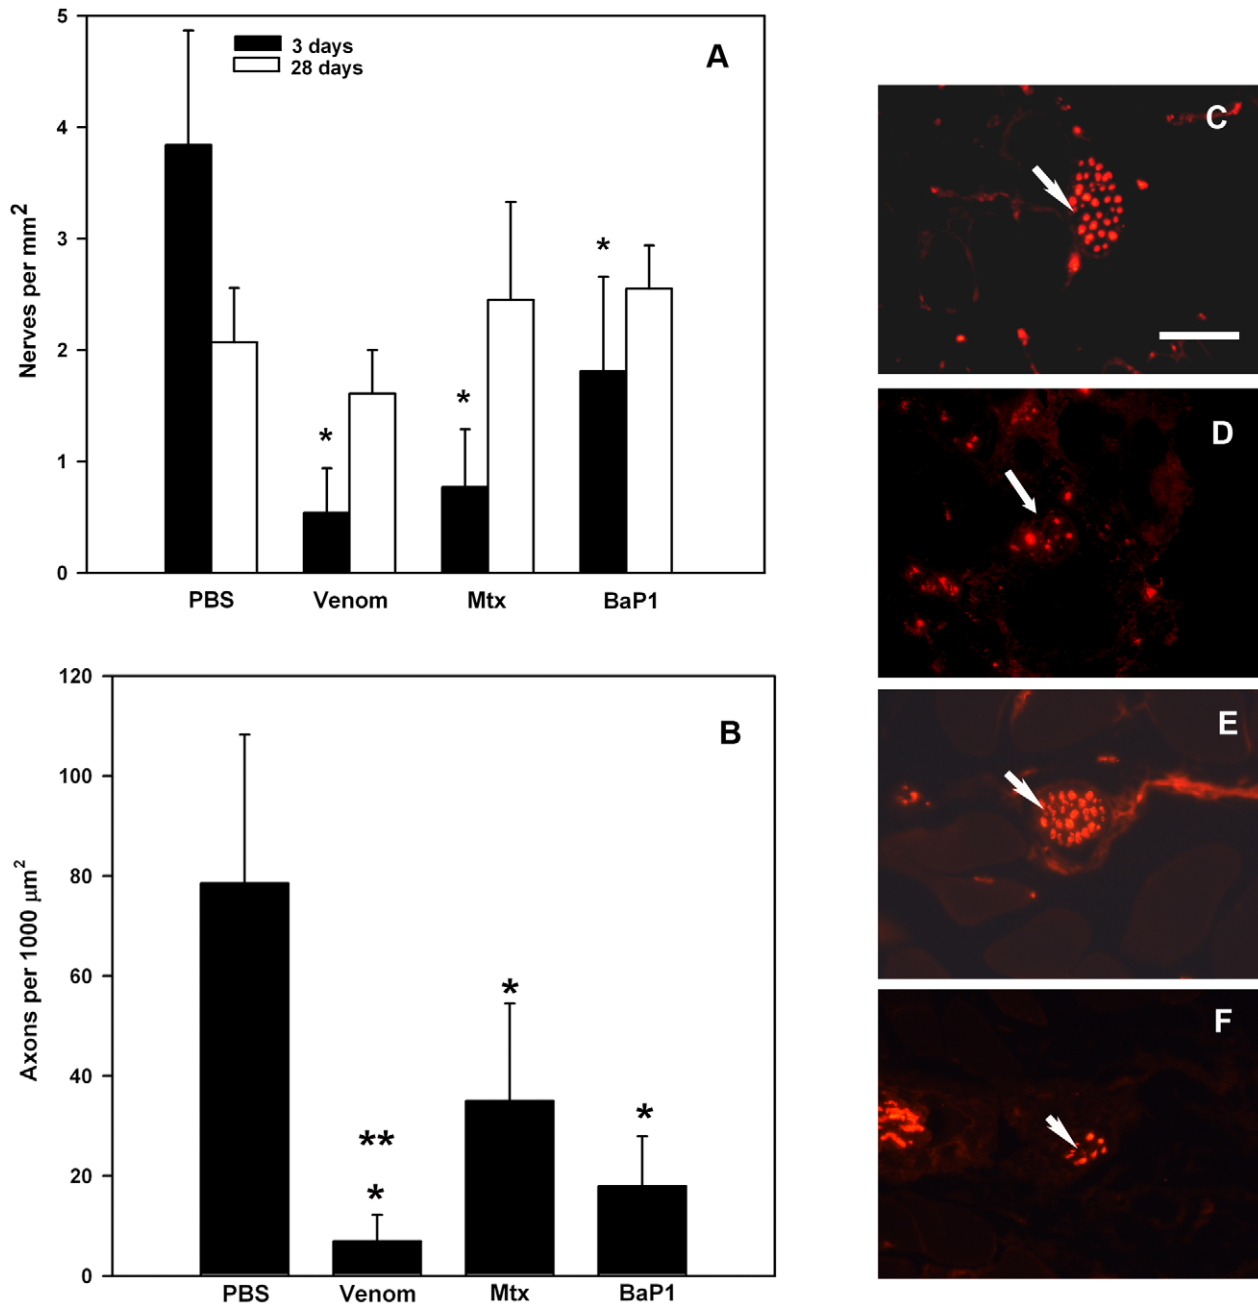 A
3 days
28 days
Nerves per mm²
5
4
3
2
1
0
*
*
*
PBS
Venom
Mtx
BaP1
B
Axons per 1000 μm²
120
100
80
60
40
20
0
**
*
*
*
PBS
Venom
Mtx
BaP1
C
D
E
F